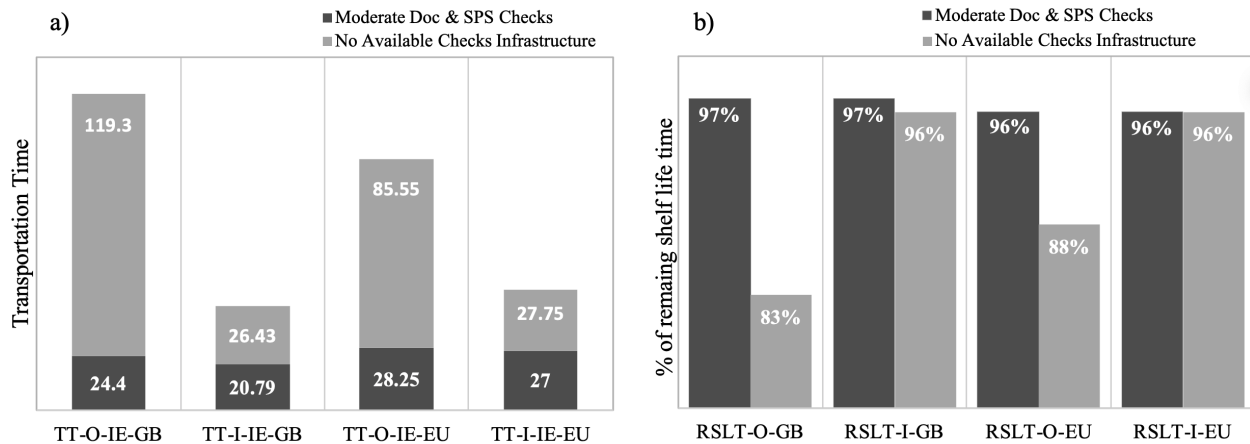 a)
Moderate Doc & SPS Checks
No Available Checks Infrastructure
Transportation Time
119.3
24.4
26.43
20.79
85.55
28.25
27.75
27
TT-O-IE-GB TT-I-IE-GB TT-O-IE-EU TT-I-IE-EU
b)
Moderate Doc & SPS Checks
No Available Checks Infrastructure
% of remaing shelf life time
97%
83%
97%
96%
96%
88%
96%
96%
RSLT-O-GB RSLT-I-GB RSLT-O-EU RSLT-I-EU